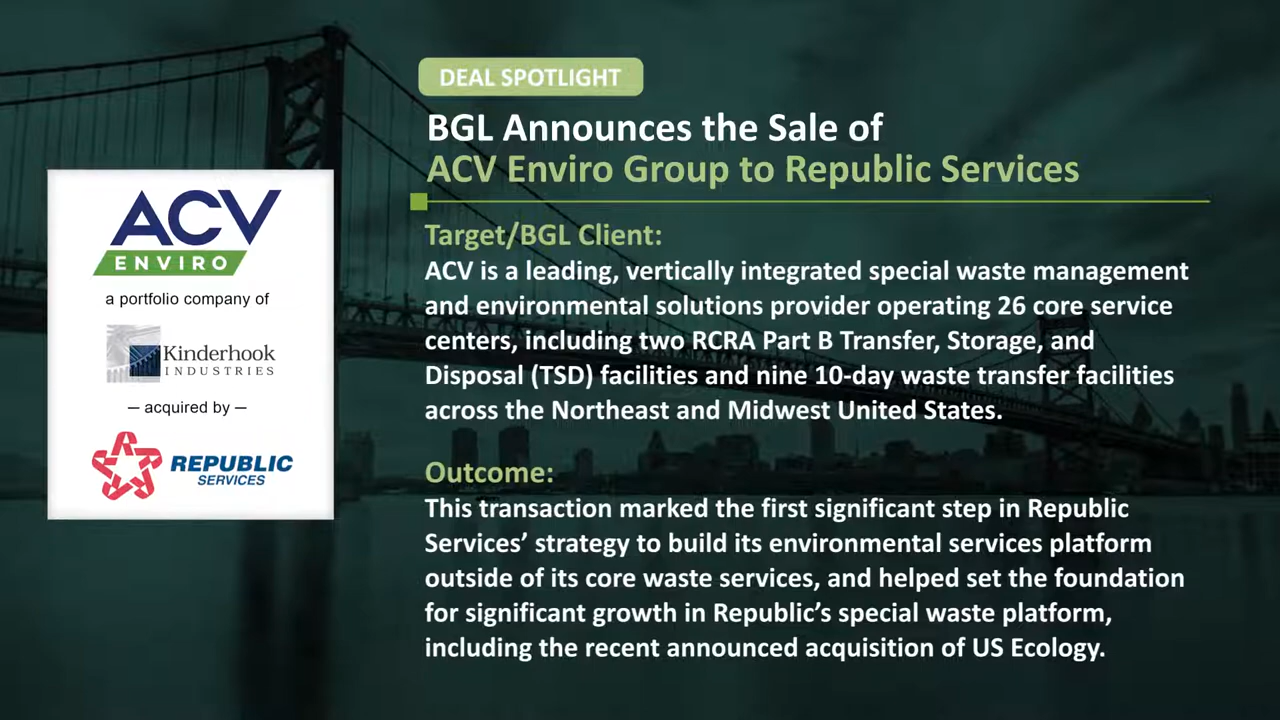 DEAL SPOTLIGHT
BGL Announces the Sale of
ACV Enviro Group to Republic Services
ACV
ENVIRO
a portfolio company of
Kinderhook
INDUSTRIES
– acquired by –
REPUBLIC
SERVICES
Target/BGL Client:
ACV is a leading, vertically integrated special waste management
and environmental solutions provider operating 26 core service
centers, including two RCRA Part B Transfer, Storage, and
Disposal (TSD) facilities and nine 10-day waste transfer facilities
across the Northeast and Midwest United States.
Outcome:
This transaction marked the first significant step in Republic
Services’ strategy to build its environmental services platform
outside of its core waste services, and helped set the foundation
for significant growth in Republic’s special waste platform,
including the recent announced acquisition of US Ecology.